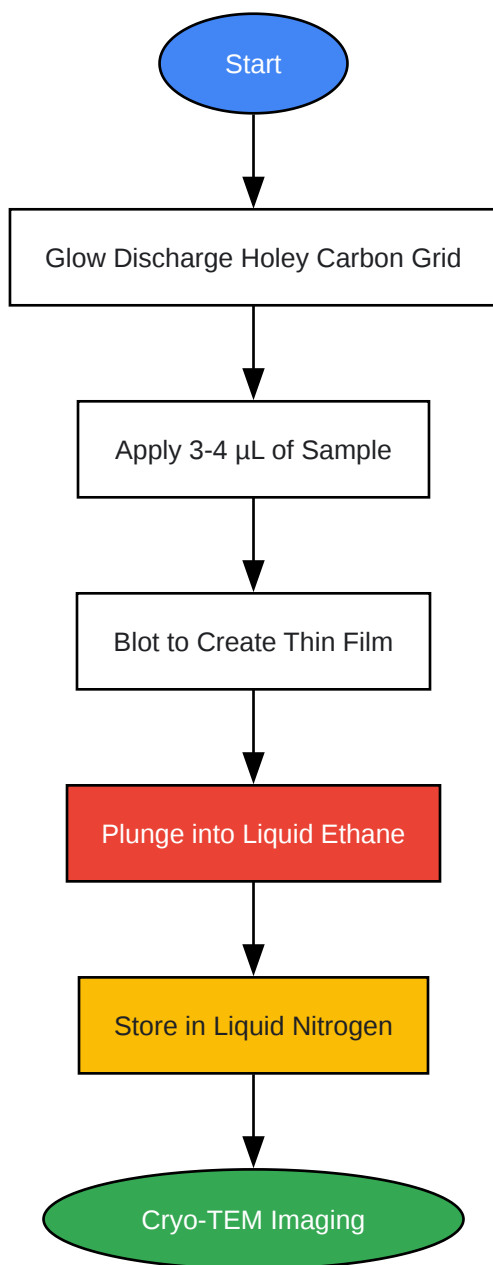 Start
Glow Discharge Holey Carbon Grid
Apply 3-4 µL of Sample
Blot to Create Thin Film
Plunge into Liquid Ethane
Store in Liquid Nitrogen
Cryo-TEM Imaging